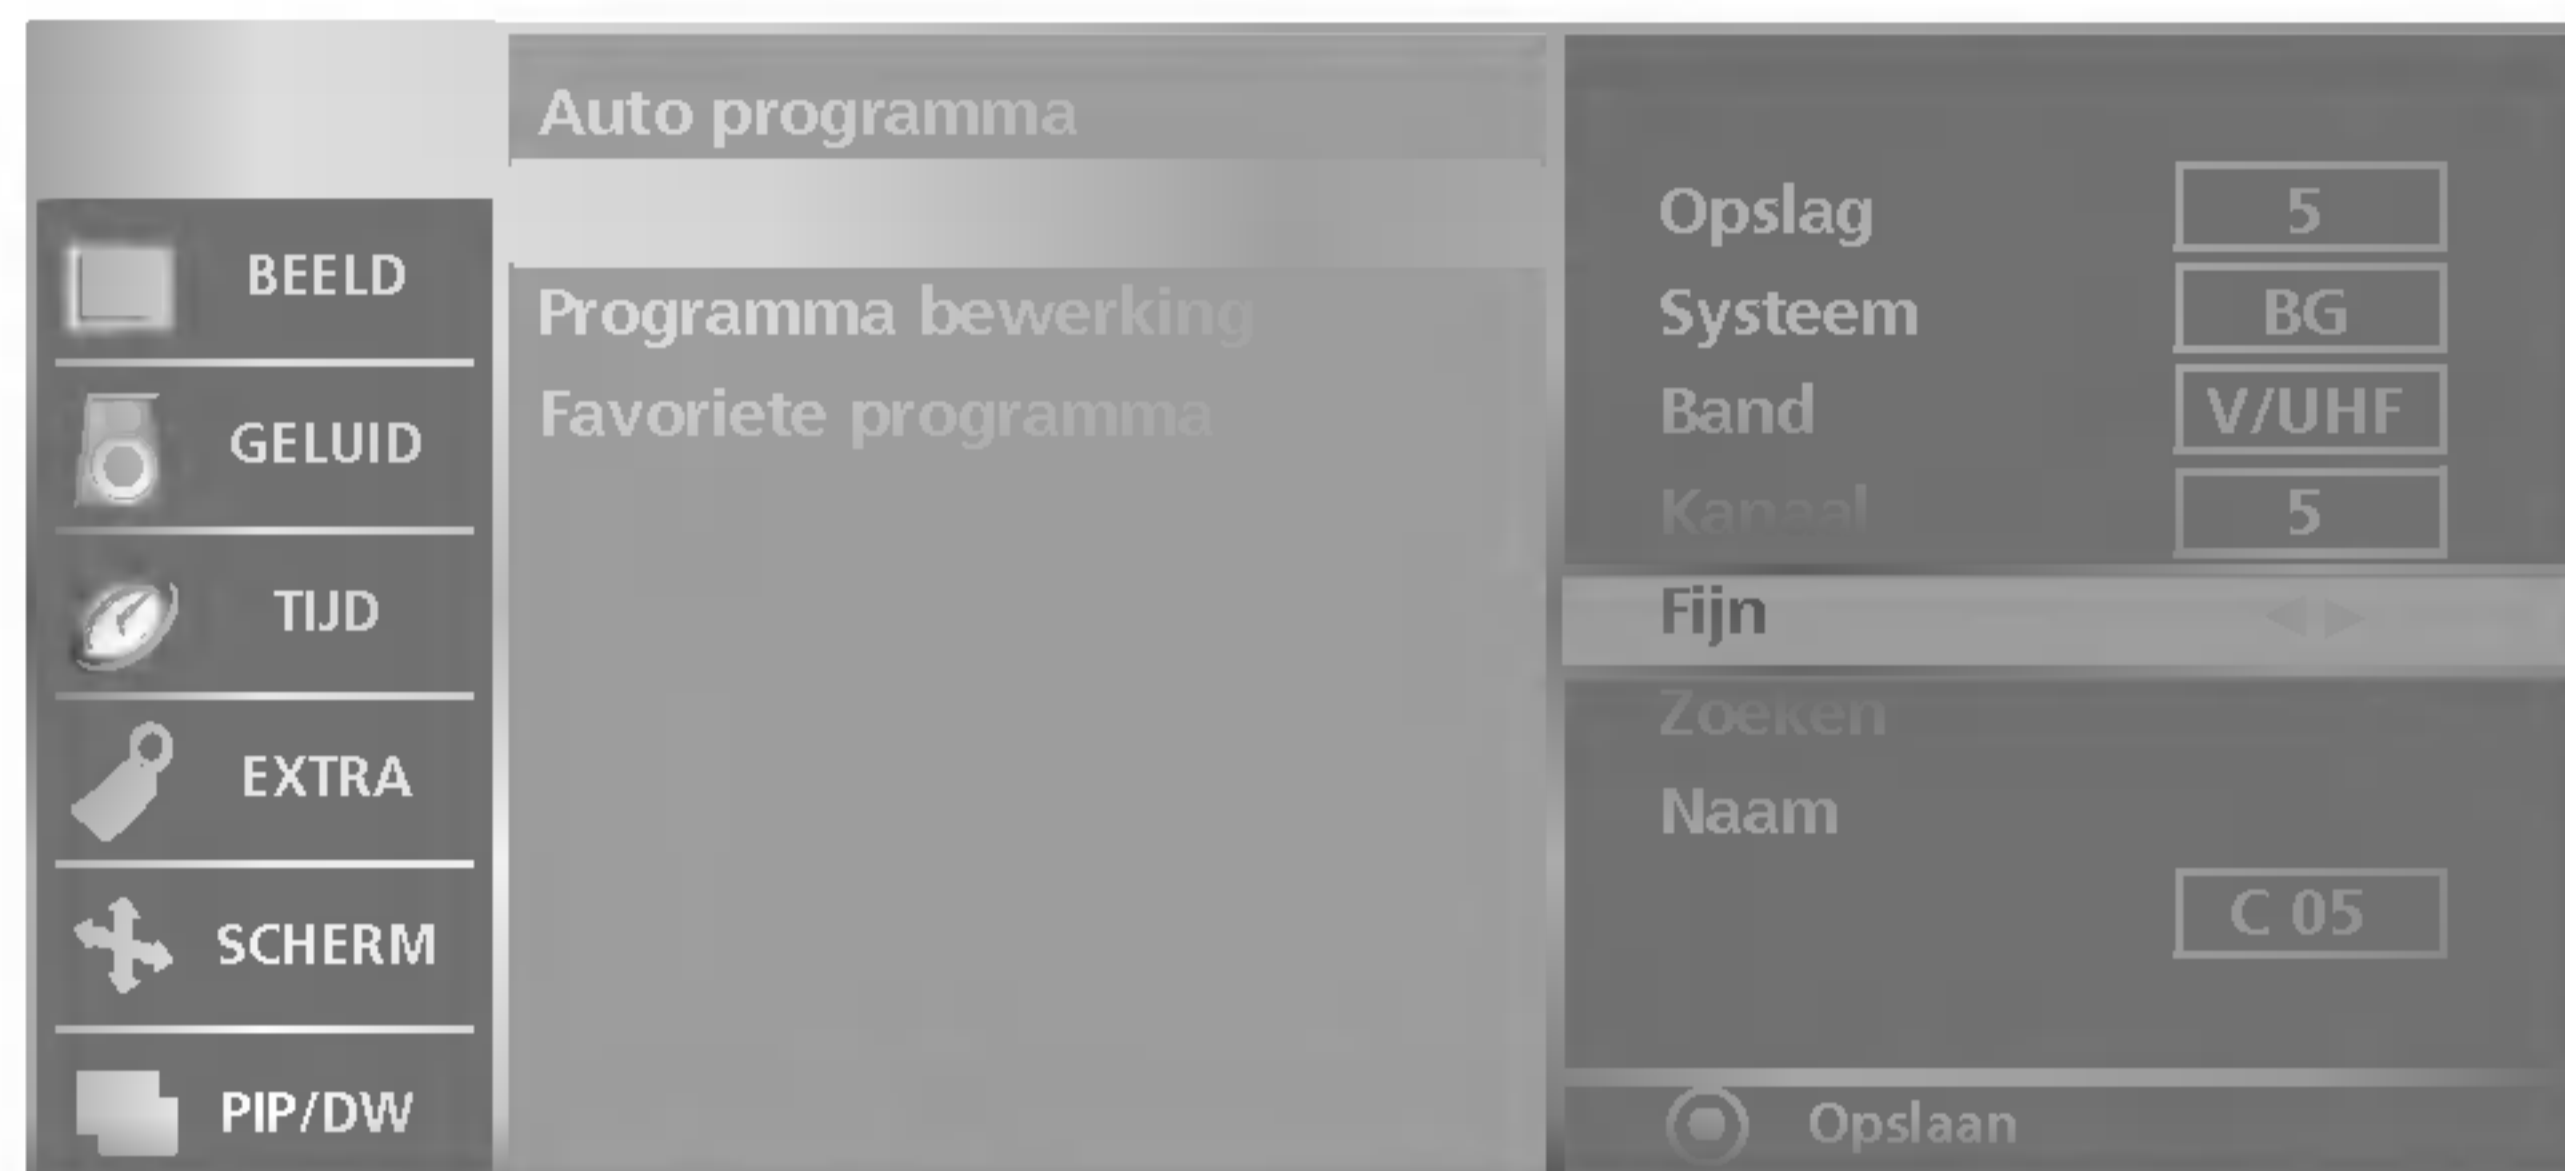 BEELD
GELUID
TIJD
EXTRA
SCHERM
PIP/DW
Auto programma
Programma bewerking
Favoriete programma
Opslag 5
Systeem BG
Band V/UHF
Kanaal 5
Fijn
Zoeken
Naam
C 05
Opslaan